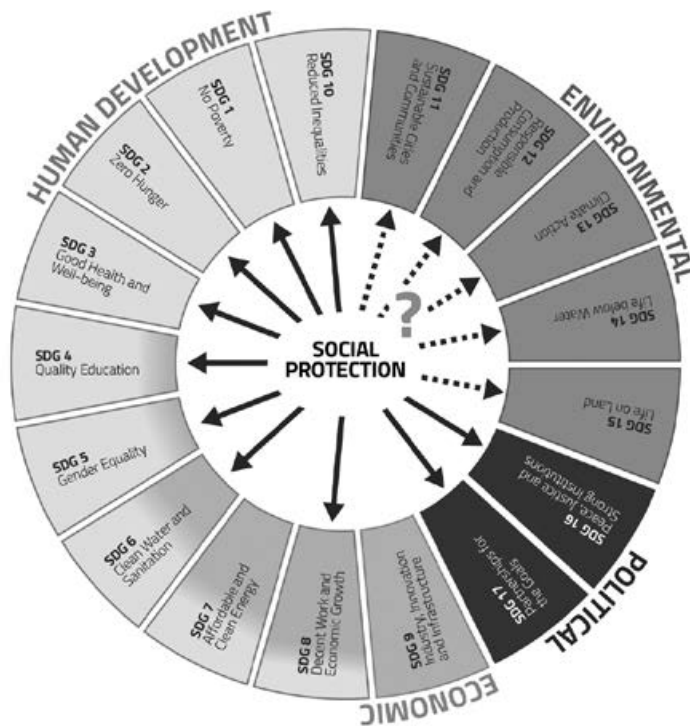 HUMAN DEVELOPMENT
ENVIRONMENTAL
POLITICAL
ECONOMIC
SDG 10
Reduced Inequalities
SDG 11
Sustainable Cities
and Communities
SDG 12
Responsible
Consumption and
Production
SDG 13
Climate Action
SDG 14
Life below Water
SDG 15
Life on Land
SDG 16
Peace, Justice and
Strong Institutions
SDG 17
Partnerships for
the Goals
SDG 9
Industry, Innovation
and Infrastructure
SDG 8
Decent Work and
Economic Growth
SDG 7
Affordable and
Clean Energy
SDG 6
Clean Water and
Sanitation
SDG 5
Gender Equality
SDG 4
Quality Education
SDG 3
Good Health and
Well-being
SDG 2
Zero Hunger
SDG 1
No Poverty
?
SOCIAL
PROTECTION